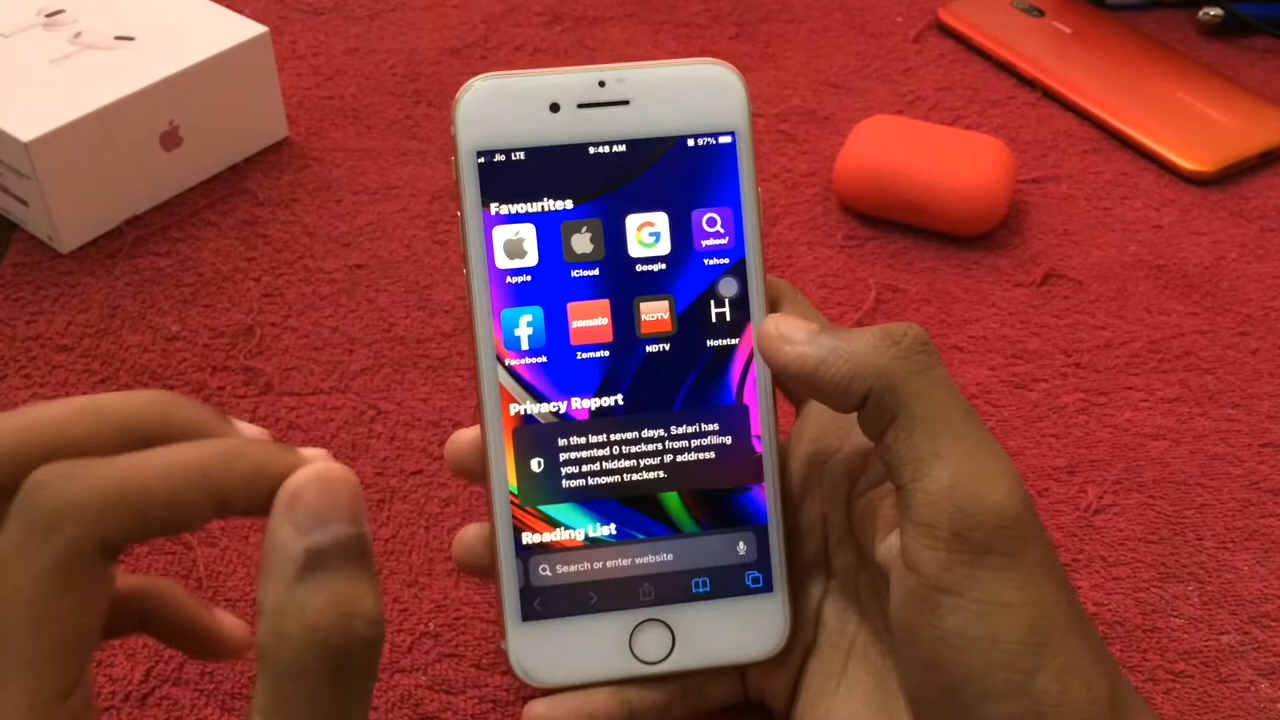 Jio LTE 9:48 AM 97%
Favourites
yahoo!
Apple iCloud Google Yahoo
zomato NDTV H
Facebook Zomato NDTV Hotstar
Privacy Report
In the last seven days, Safari has
prevented 0 trackers from profiling
you and hidden your IP address
from known trackers.
Reading List
Search or enter website